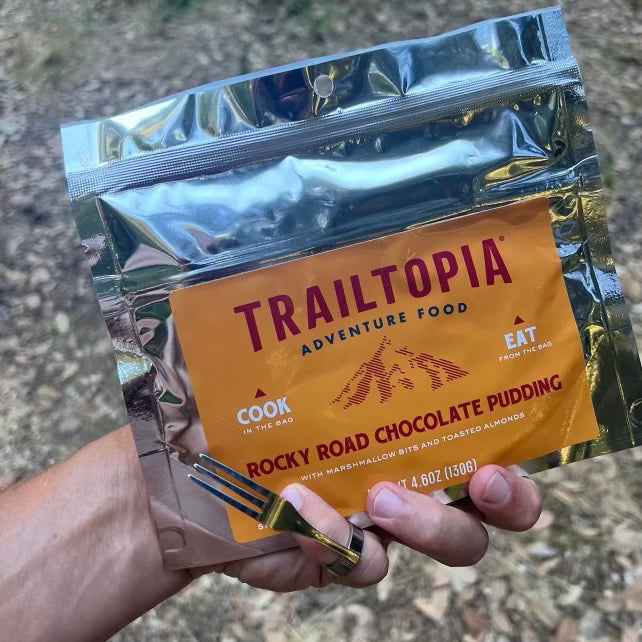 TRAILTOPIA®
ADVENTURE FOOD
COOK
IN THE BAG
EAT
FROM THE BAG
ROCKY ROAD CHOCOLATE PUDDING
WITH MARSHMALLOW BITS AND TOASTED ALMONDS
4.6OZ (130G)